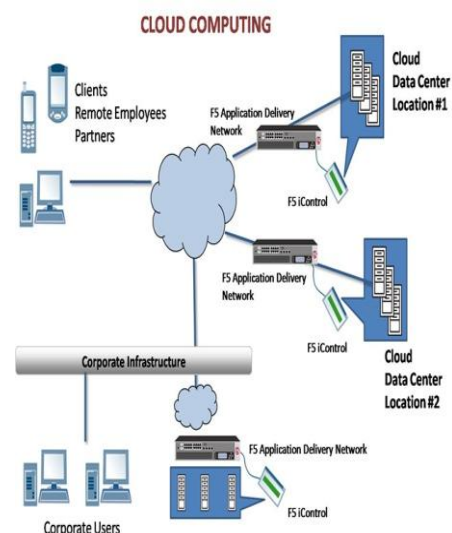 CLOUD COMPUTING
Clients
Remote Employees
Partners
F5 Application Delivery
Network
F5 iControl
Cloud
Data Center
Location #1
F5 Application Delivery
Network
F5 iControl
Cloud
Data Center
Location #2
Corporate Infrastructure
F5 Application Delivery Network
F5 iControl
Corporate Users